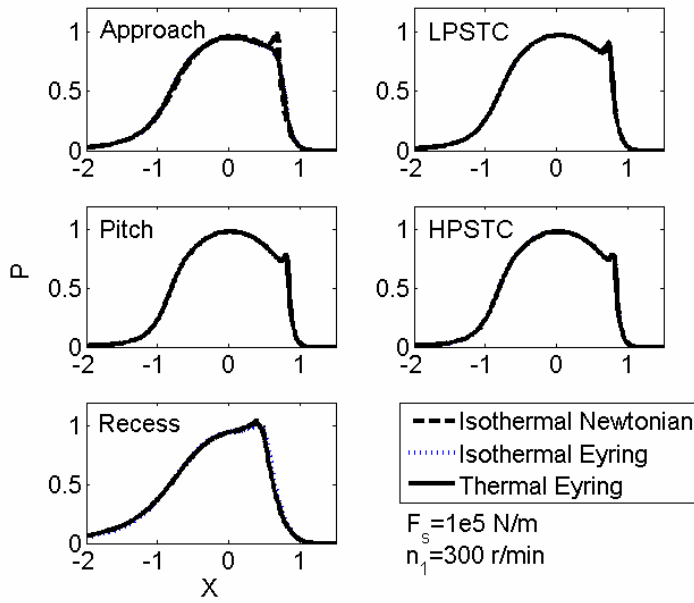 Approach
1
0.5
0
-2 -1 0 1
LPSTC
1
0.5
0
-2 -1 0 1
Pitch
1
0.5
0
-2 -1 0 1
HPSTC
1
0.5
0
-2 -1 0 1
P
Recess
1
0.5
0
-2 -1 0 1
X
Isothermal Newtonian
Isothermal Eyring
Thermal Eyring
F_s=1e5 N/m
n_1=300 r/min